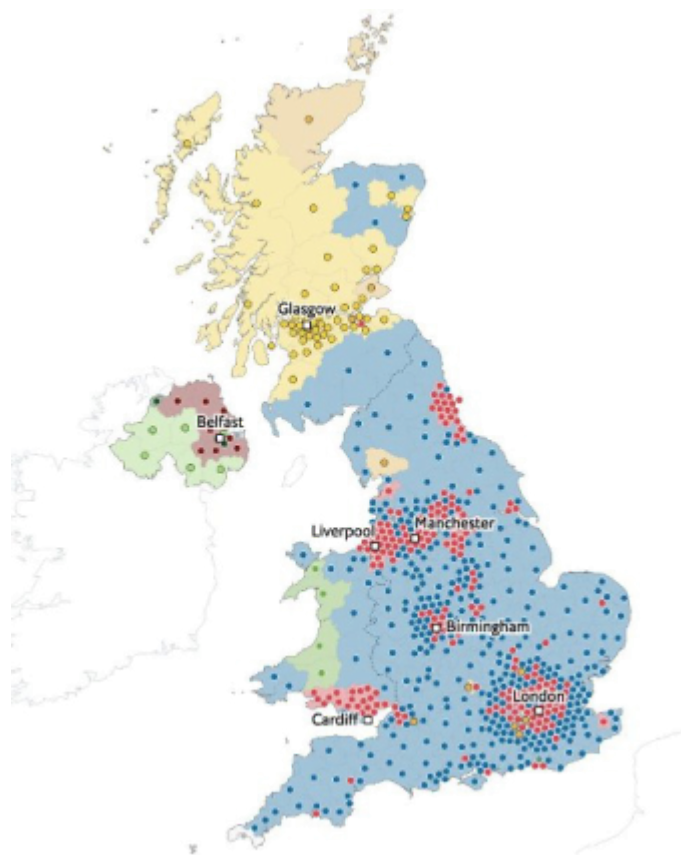 Glasgow
Belfast
Liverpool
Manchester
Birmingham
London
Cardiff